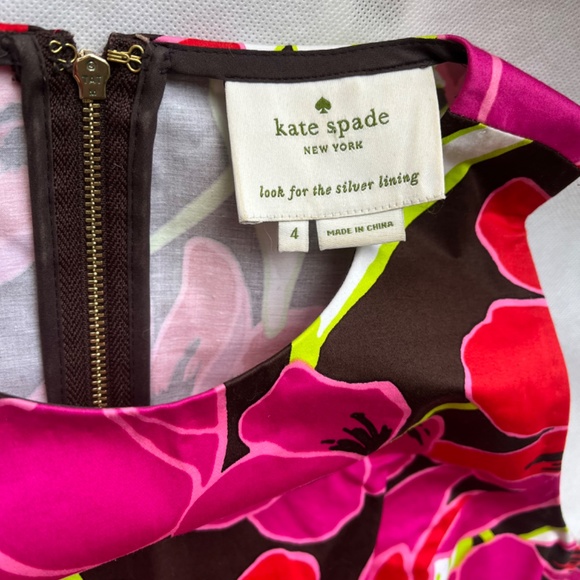 kate spade
NEW YORK
look for the silver lining
4
MADE IN CHINA